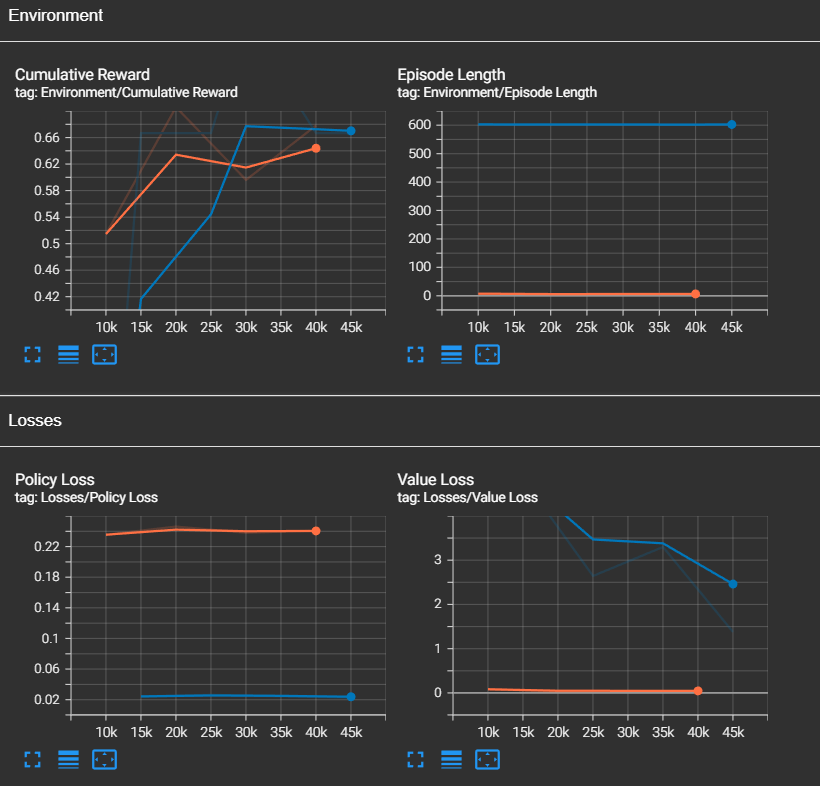 Environment
Cumulative Reward
tag: Environment/Cumulative Reward
0.66
0.62
0.58
0.54
0.5
0.46
0.42
10k 15k 20k 25k 30k 35k 40k 45k
Episode Length
tag: Environment/Episode Length
600
500
400
300
200
100
0
10k 15k 20k 25k 30k 35k 40k 45k
Losses
Policy Loss
tag: Losses/Policy Loss
0.22
0.18
0.14
0.1
0.06
0.02
10k 15k 20k 25k 30k 35k 40k 45k
Value Loss
tag: Losses/Value Loss
3
2
1
0
10k 15k 20k 25k 30k 35k 40k 45k